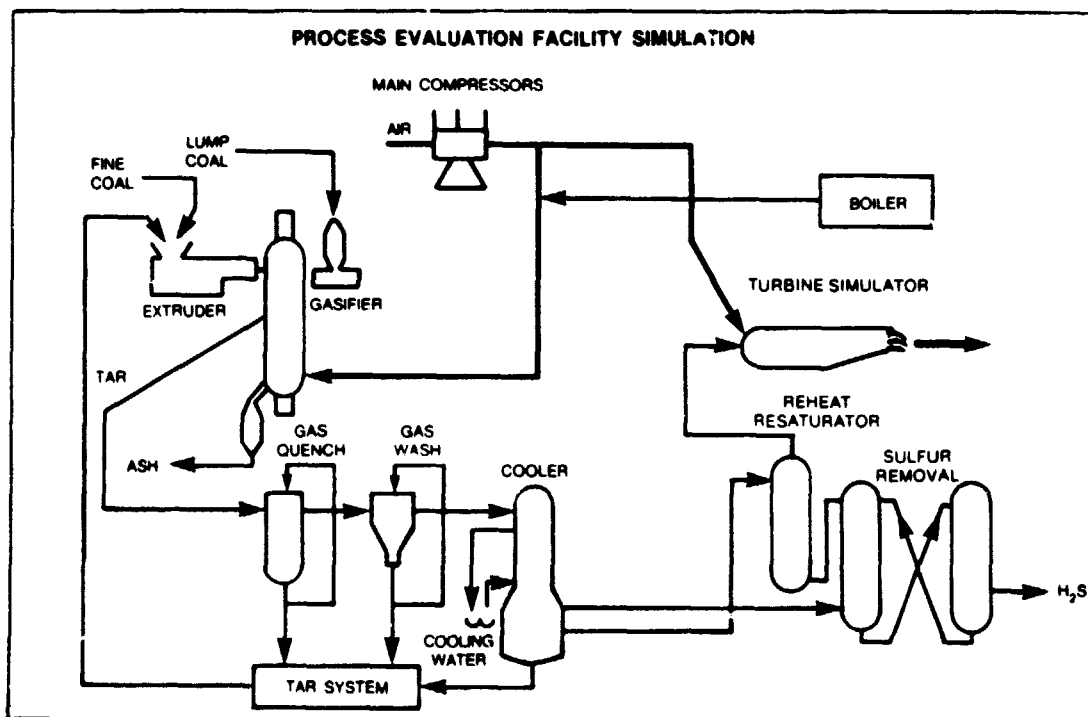 PROCESS EVALUATION FACILITY SIMULATION
MAIN COMPRESSORS
AIR
LUMP
COAL
FINE
COAL
BOILER
EXTRUDER
GASIFIER
TURBINE SIMULATOR
TAR
REHEAT
RESATURATOR
GAS
QUENCH
GAS
WASH
COOLER
SULFUR
REMOVAL
ASH
H₂S
COOLING
WATER
TAR SYSTEM